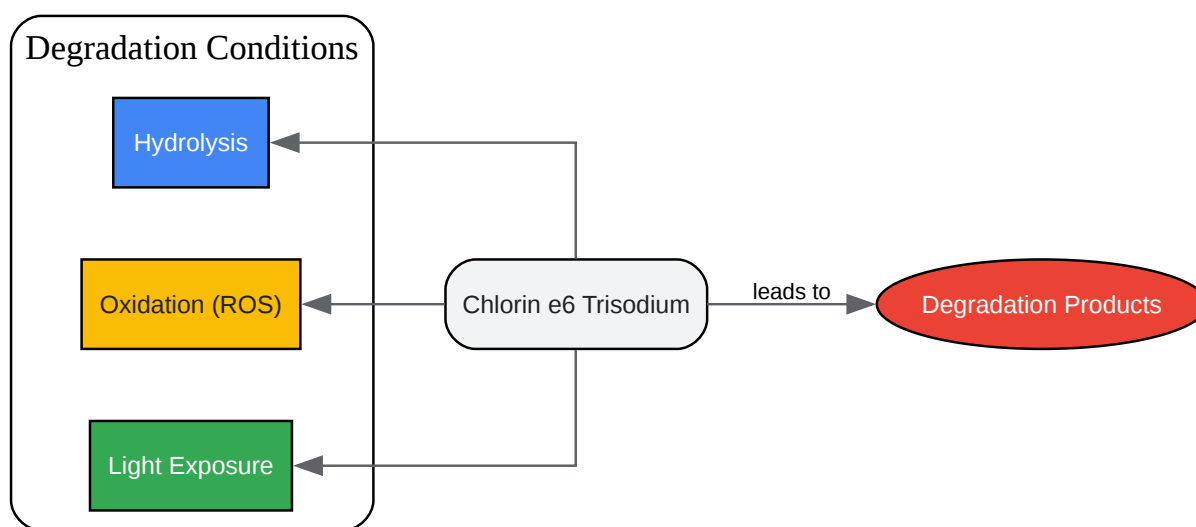 Degradation Conditions
Hydrolysis
Oxidation (ROS)
Chlorin e6 Trisodium
leads to
Degradation Products
Light Exposure